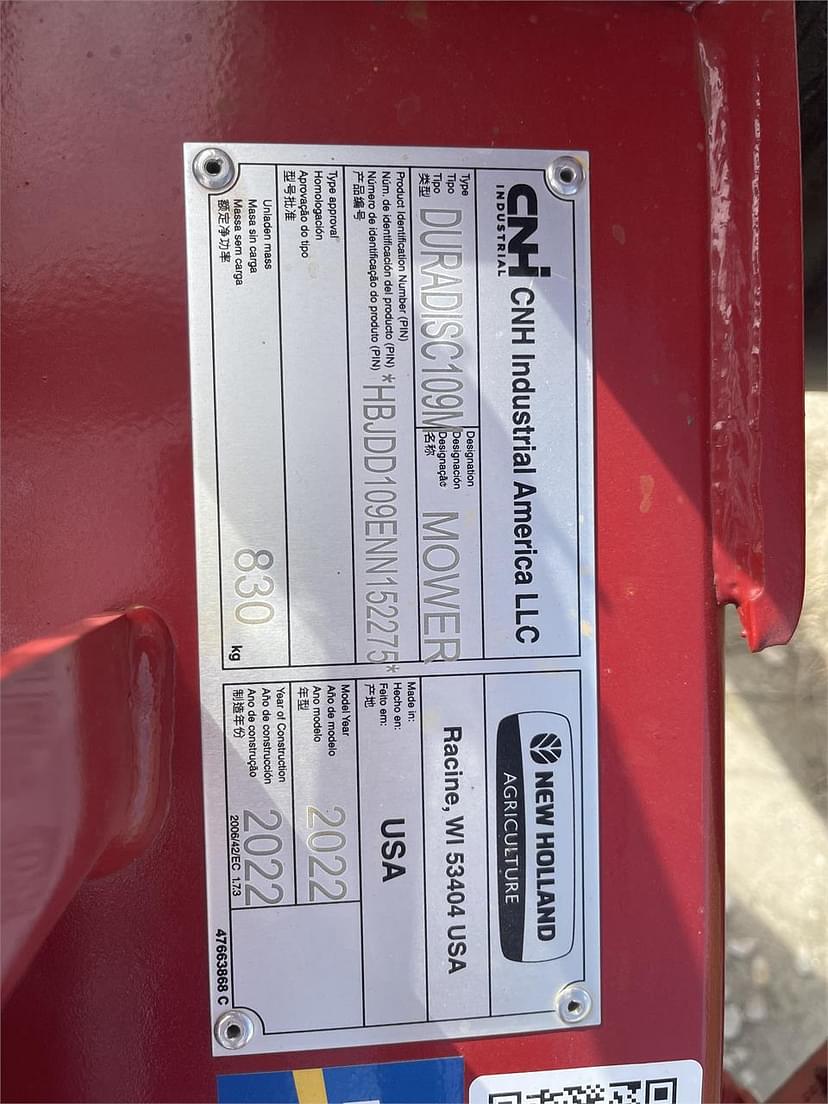 CNH
INDUSTRIAL
CNH Industrial America LLC
Type
Tipo
Tipo
类型
DURADISC109M
Designation
Designación
Designação
名称
MOWER
Product Identification Number (PIN)
Núm. de identificación del producto (PIN)
Número de identificação do produto (PIN)
产品编号
*HBJDD109ENN152275*
Type approval
Homologación
Aprovação do tipo
型号批准
Unladen mass
Masa sin carga
Massa sem carga
额定净功率
830
kg
NEW HOLLAND
AGRICULTURE
Racine, WI 53404 USA
Made in:
Hecho en:
Feito em:
产地
USA
Model Year
Año de modelo
Ano modelo
年型
2022
Year of Construction
Año de construcción
Ano de construção
制造年份
2022
2006/42/EC 1.7.3
47663868 C